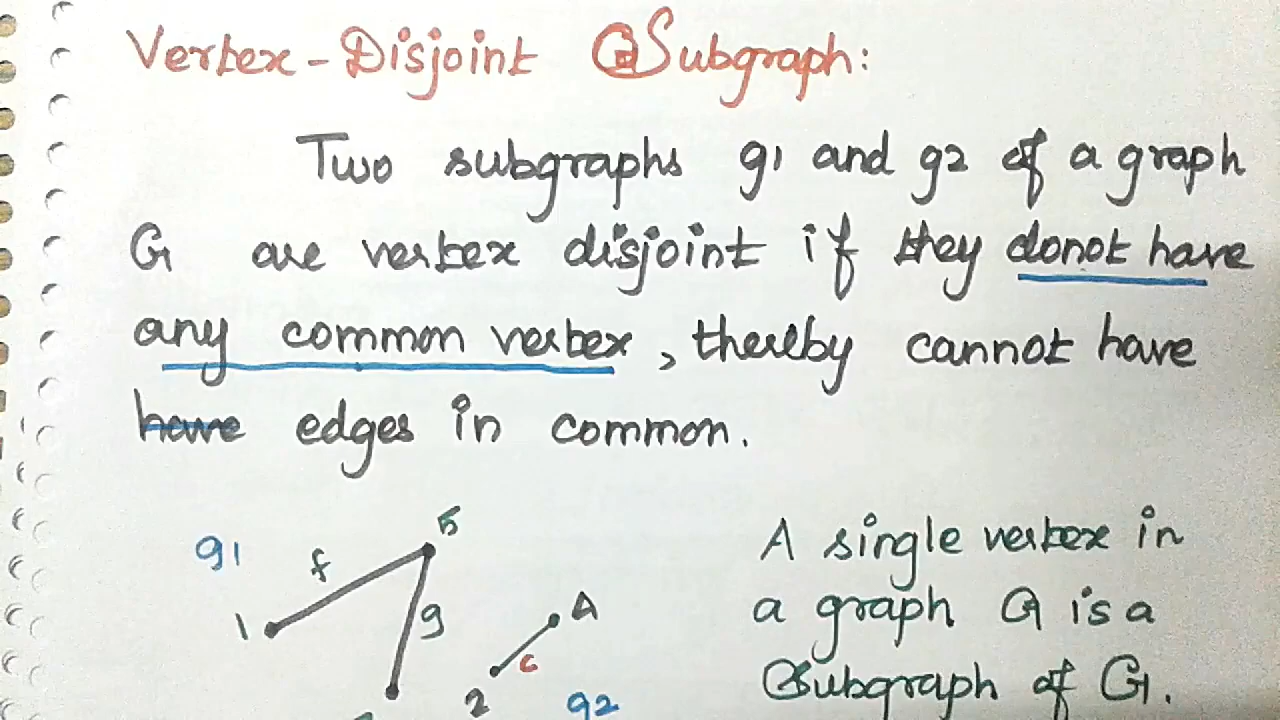 Vertex-Disjoint Subgraph:
Two subgraphs g1 and g2 of a graph
G are vertex disjoint if they donot have
any common vertex, thereby cannot have
have edges in common.
g1
f
5
1
g
4
c
2
g2
A single vertex in
a graph G is a
Subgraph of G.